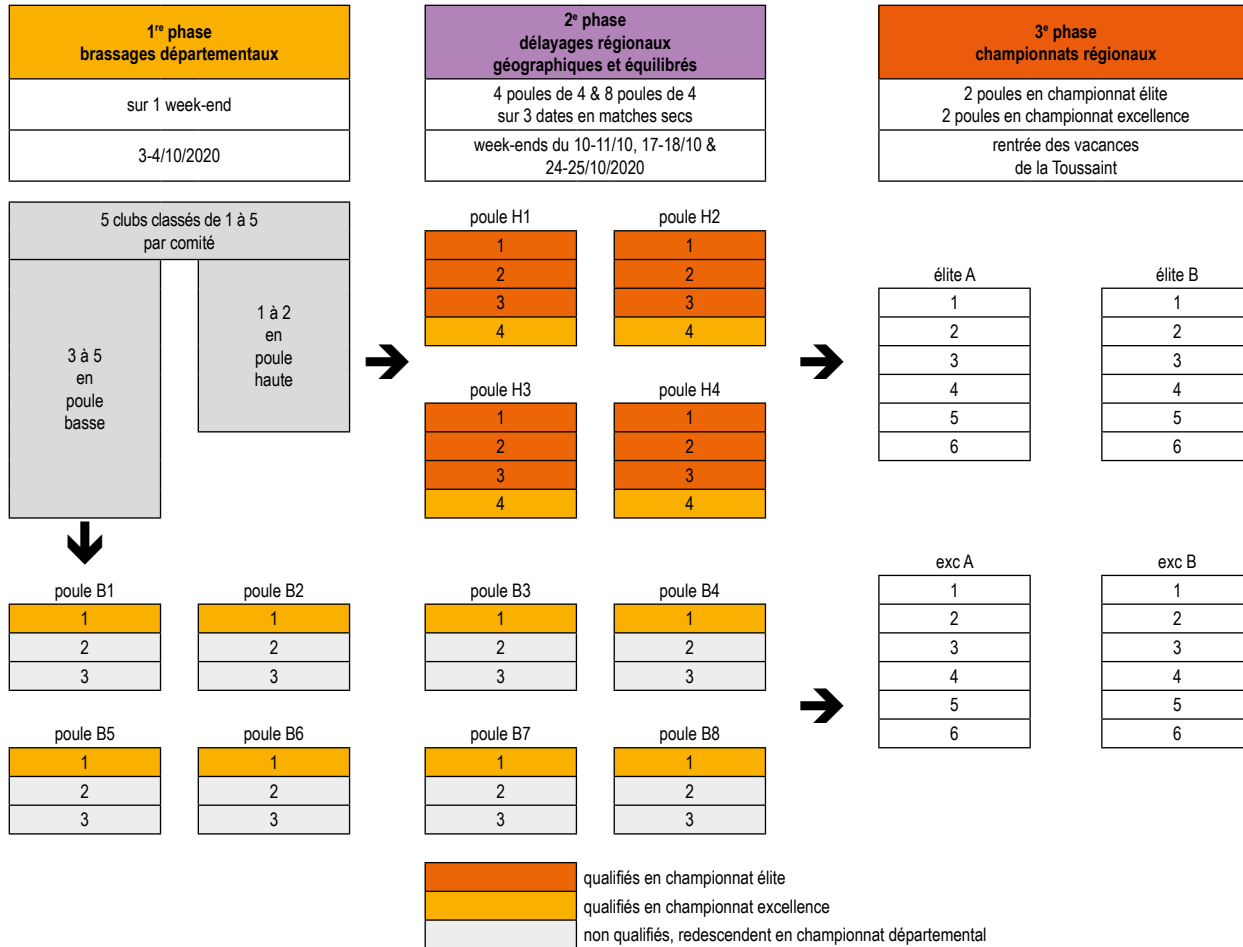 1re phase
brassages départementaux
sur 1 week-end
3-4/10/2020
2e phase
délayages régionaux
géographiques et équilibrés
4 poules de 4 & 8 poules de 4
sur 3 dates en matches secs
week-ends du 10-11/10, 17-18/10 &
24-25/10/2020
3e phase
championnats régionaux
2 poules en championnat élite
2 poules en championnat excellence
rentrée des vacances
de la Toussaint
5 clubs classés de 1 à 5
par comité
3 à 5
en
poule
basse
1 à 2
en
poule
haute
poule H1
1
2
3
4
poule H2
1
2
3
4
poule H3
1
2
3
4
poule H4
1
2
3
4
élite A
1
2
3
4
5
6
élite B
1
2
3
4
5
6
poule B1
1
2
3
poule B2
1
2
3
poule B3
1
2
3
poule B4
1
2
3
poule B5
1
2
3
poule B6
1
2
3
poule B7
1
2
3
poule B8
1
2
3
exc A
1
2
3
4
5
6
exc B
1
2
3
4
5
6
qualifiés en championnat élite
qualifiés en championnat excellence
non qualifiés, redescendent en championnat départemental